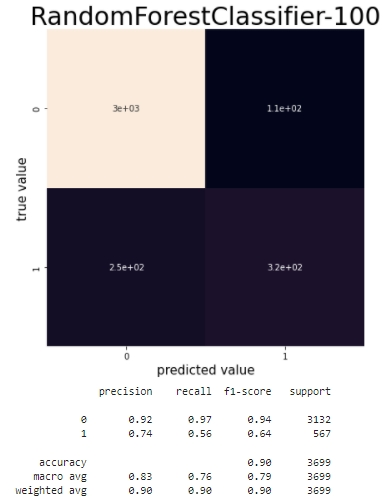 RandomForestClassifier-100
0
3e+03
1.1e+02
true value
1
2.5e+02
3.2e+02
0 1
predicted value
precision recall f1-score support
0 0.92 0.97 0.94 3132
1 0.74 0.56 0.64 567
accuracy 0.90 3699
macro avg 0.83 0.76 0.79 3699
weighted avg 0.90 0.90 0.90 3699